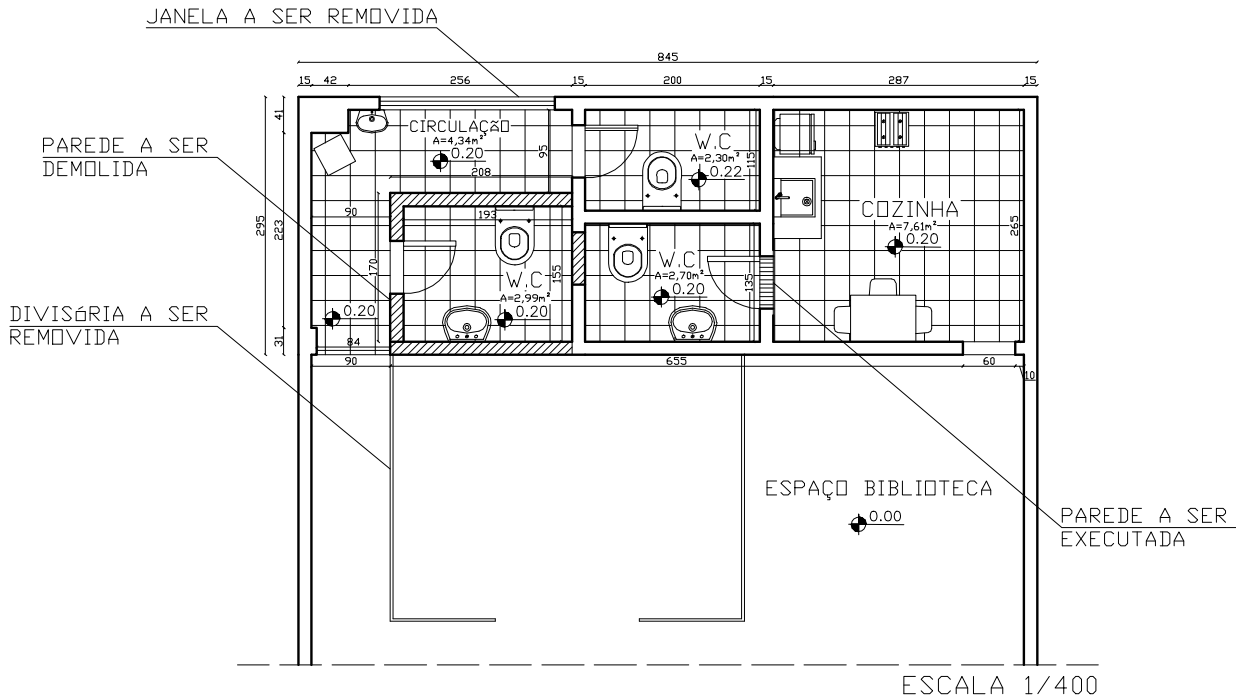 JANELA A SER REMOVIDA
845
15 42 256 15 200 15 287 15
PAREDE A SER
DEMOLIDA
DIVISóRIA A SER
REMOVIDA
295
41
223
31
CIRCULAÇÃO
A=4,34m²
0.20
95
208
90
193
170
W.C
A=2,99m²
0.20
155
0.20
84
W.C
A=2,30m²
0.22
115
W.C
A=2,70m²
0.20
135
COZINHA
A=7,61m²
0.20
265
90 655 60
10
ESPAÇO BIBLIOTECA
0.00
PAREDE A SER
EXECUTADA
ESCALA 1/400